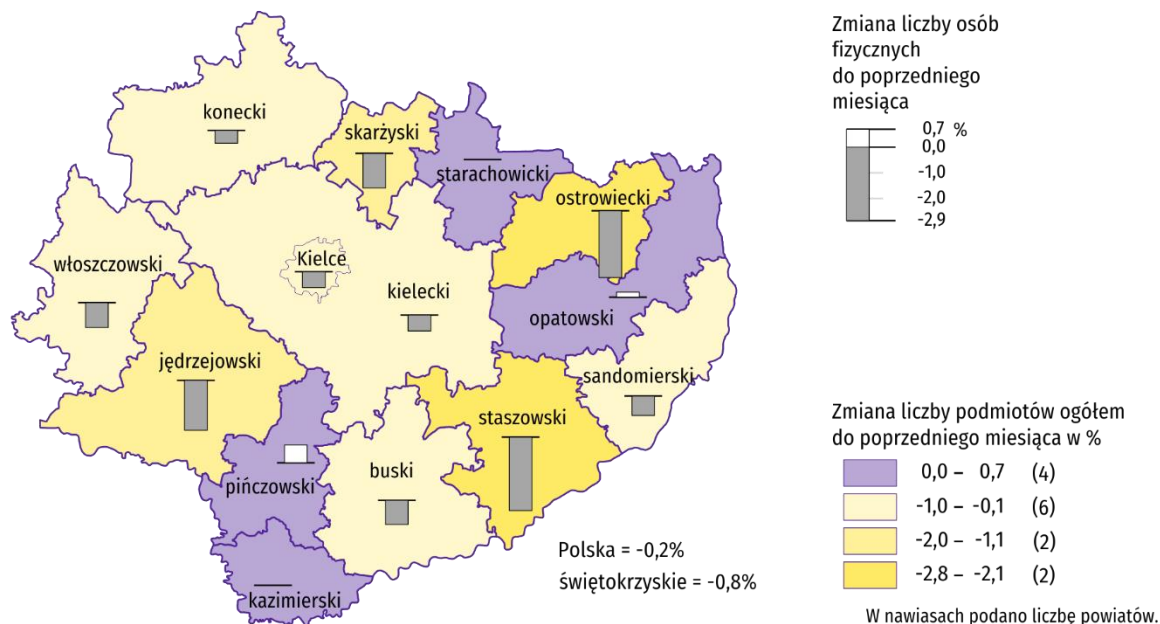 konecki
skarżyski
starachowicki
ostrowiecki
włoszczowski
Kielce
kielecki
opatowski
jędrzejowski
sandomierski
staszowski
pińczowski
buski
kazimierski
Polska = -0,2%
świętokrzyskie = -0,8%
Zmiana liczby osób
fizycznych
do poprzedniego
miesiąca
0,7 %
0,0
-1,0
-2,0
-2,9
Zmiana liczby podmiotów ogółem
do poprzedniego miesiąca w %
0,0 – 0,7 (4)
-1,0 – -0,1 (6)
-2,0 – -1,1 (2)
-2,8 – -2,1 (2)
W nawiasach podano liczbę powiatów.